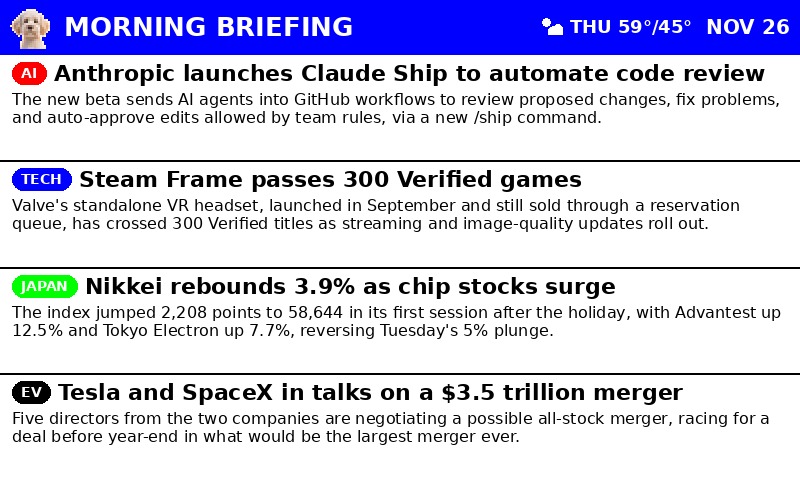 MORNING BRIEFING THU 59°/45° NOV 26
AI Anthropic launches Claude Ship to automate code review
The new beta sends AI agents into GitHub workflows to review proposed changes, fix problems,
and auto-approve edits allowed by team rules, via a new /ship command.
TECH Steam Frame passes 300 Verified games
Valve's standalone VR headset, launched in September and still sold through a reservation
queue, has crossed 300 Verified titles as streaming and image-quality updates roll out.
JAPAN Nikkei rebounds 3.9% as chip stocks surge
The index jumped 2,208 points to 58,644 in its first session after the holiday, with Advantest up
12.5% and Tokyo Electron up 7.7%, reversing Tuesday's 5% plunge.
EV Tesla and SpaceX in talks on a $3.5 trillion merger
Five directors from the two companies are negotiating a possible all-stock merger, racing for a
deal before year-end in what would be the largest merger ever.